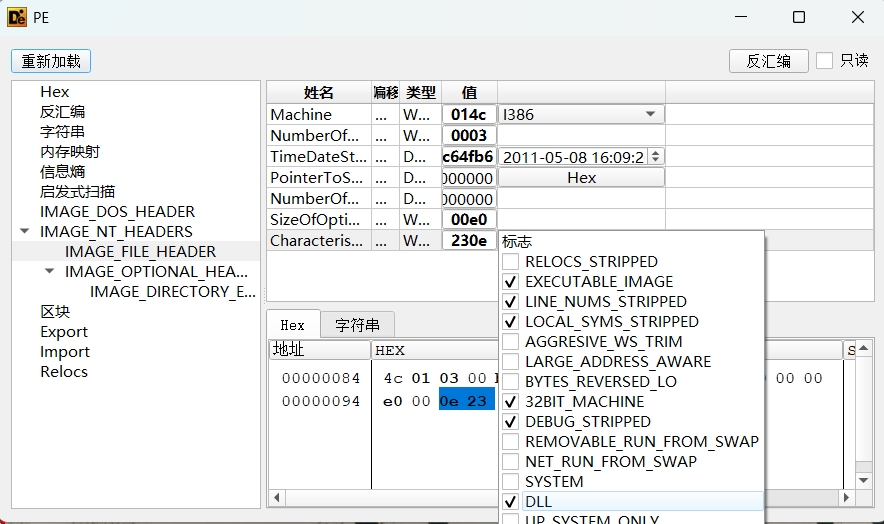 PE
重新加载
反汇编 只读
Hex
反汇编
字符串
内存映射
信息熵
启发式扫描
IMAGE_DOS_HEADER
IMAGE_NT_HEADERS
IMAGE_FILE_HEADER
IMAGE_OPTIONAL_HEA...
IMAGE_DIRECTORY_E...
区块
Export
Import
Relocs
姓名 偏移 类型 值
Machine ... W... 014c I386
NumberOf... ... W... 0003
TimeDateSt... ... D... c64fb6 2011-05-08 16:09:2
PointerToS... ... D... 000000 Hex
NumberOf... ... D... 000000
SizeOfOpti... ... W... 00e0
Characteris... ... W... 230e
标志
RELOCS_STRIPPED
EXECUTABLE_IMAGE
LINE_NUMS_STRIPPED
LOCAL_SYMS_STRIPPED
AGGRESIVE_WS_TRIM
LARGE_ADDRESS_AWARE
BYTES_REVERSED_LO
32BIT_MACHINE
DEBUG_STRIPPED
REMOVABLE_RUN_FROM_SWAP
NET_RUN_FROM_SWAP
SYSTEM
DLL
UP_SYSTEM_ONLY
Hex 字符串
地址 HEX S
00000084 4c 01 03 00 00 00
00000094 e0 00 0e 23